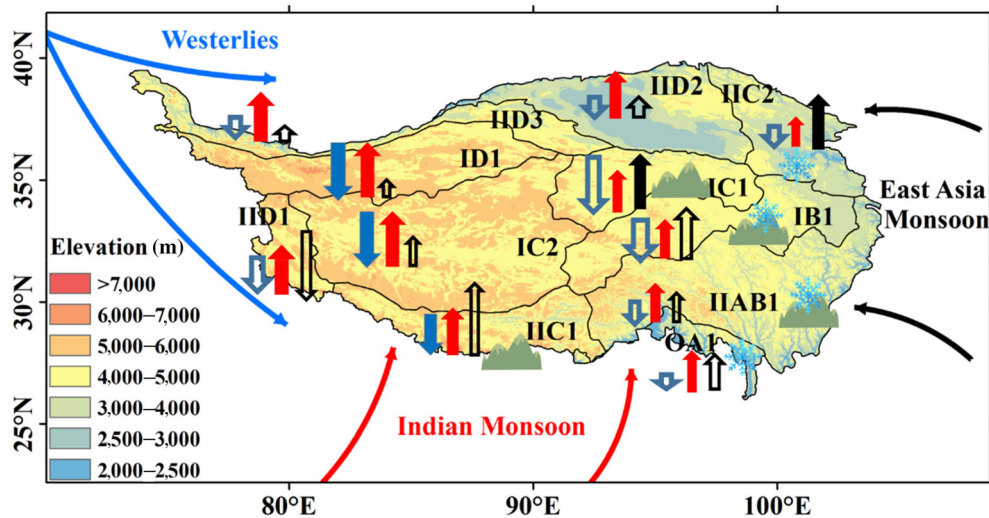 40°N
35°N
30°N
25°N
80°E
90°E
100°E
Westerlies
IID2
IIC2
IID3
ID1
IC1
IB1
East Asia
Monsoon
IID1
IC2
IIAB1
IIC1
OA1
Indian Monsoon
Elevation (m)
>7,000
6,000–7,000
5,000–6,000
4,000–5,000
3,000–4,000
2,500–3,000
2,000–2,500